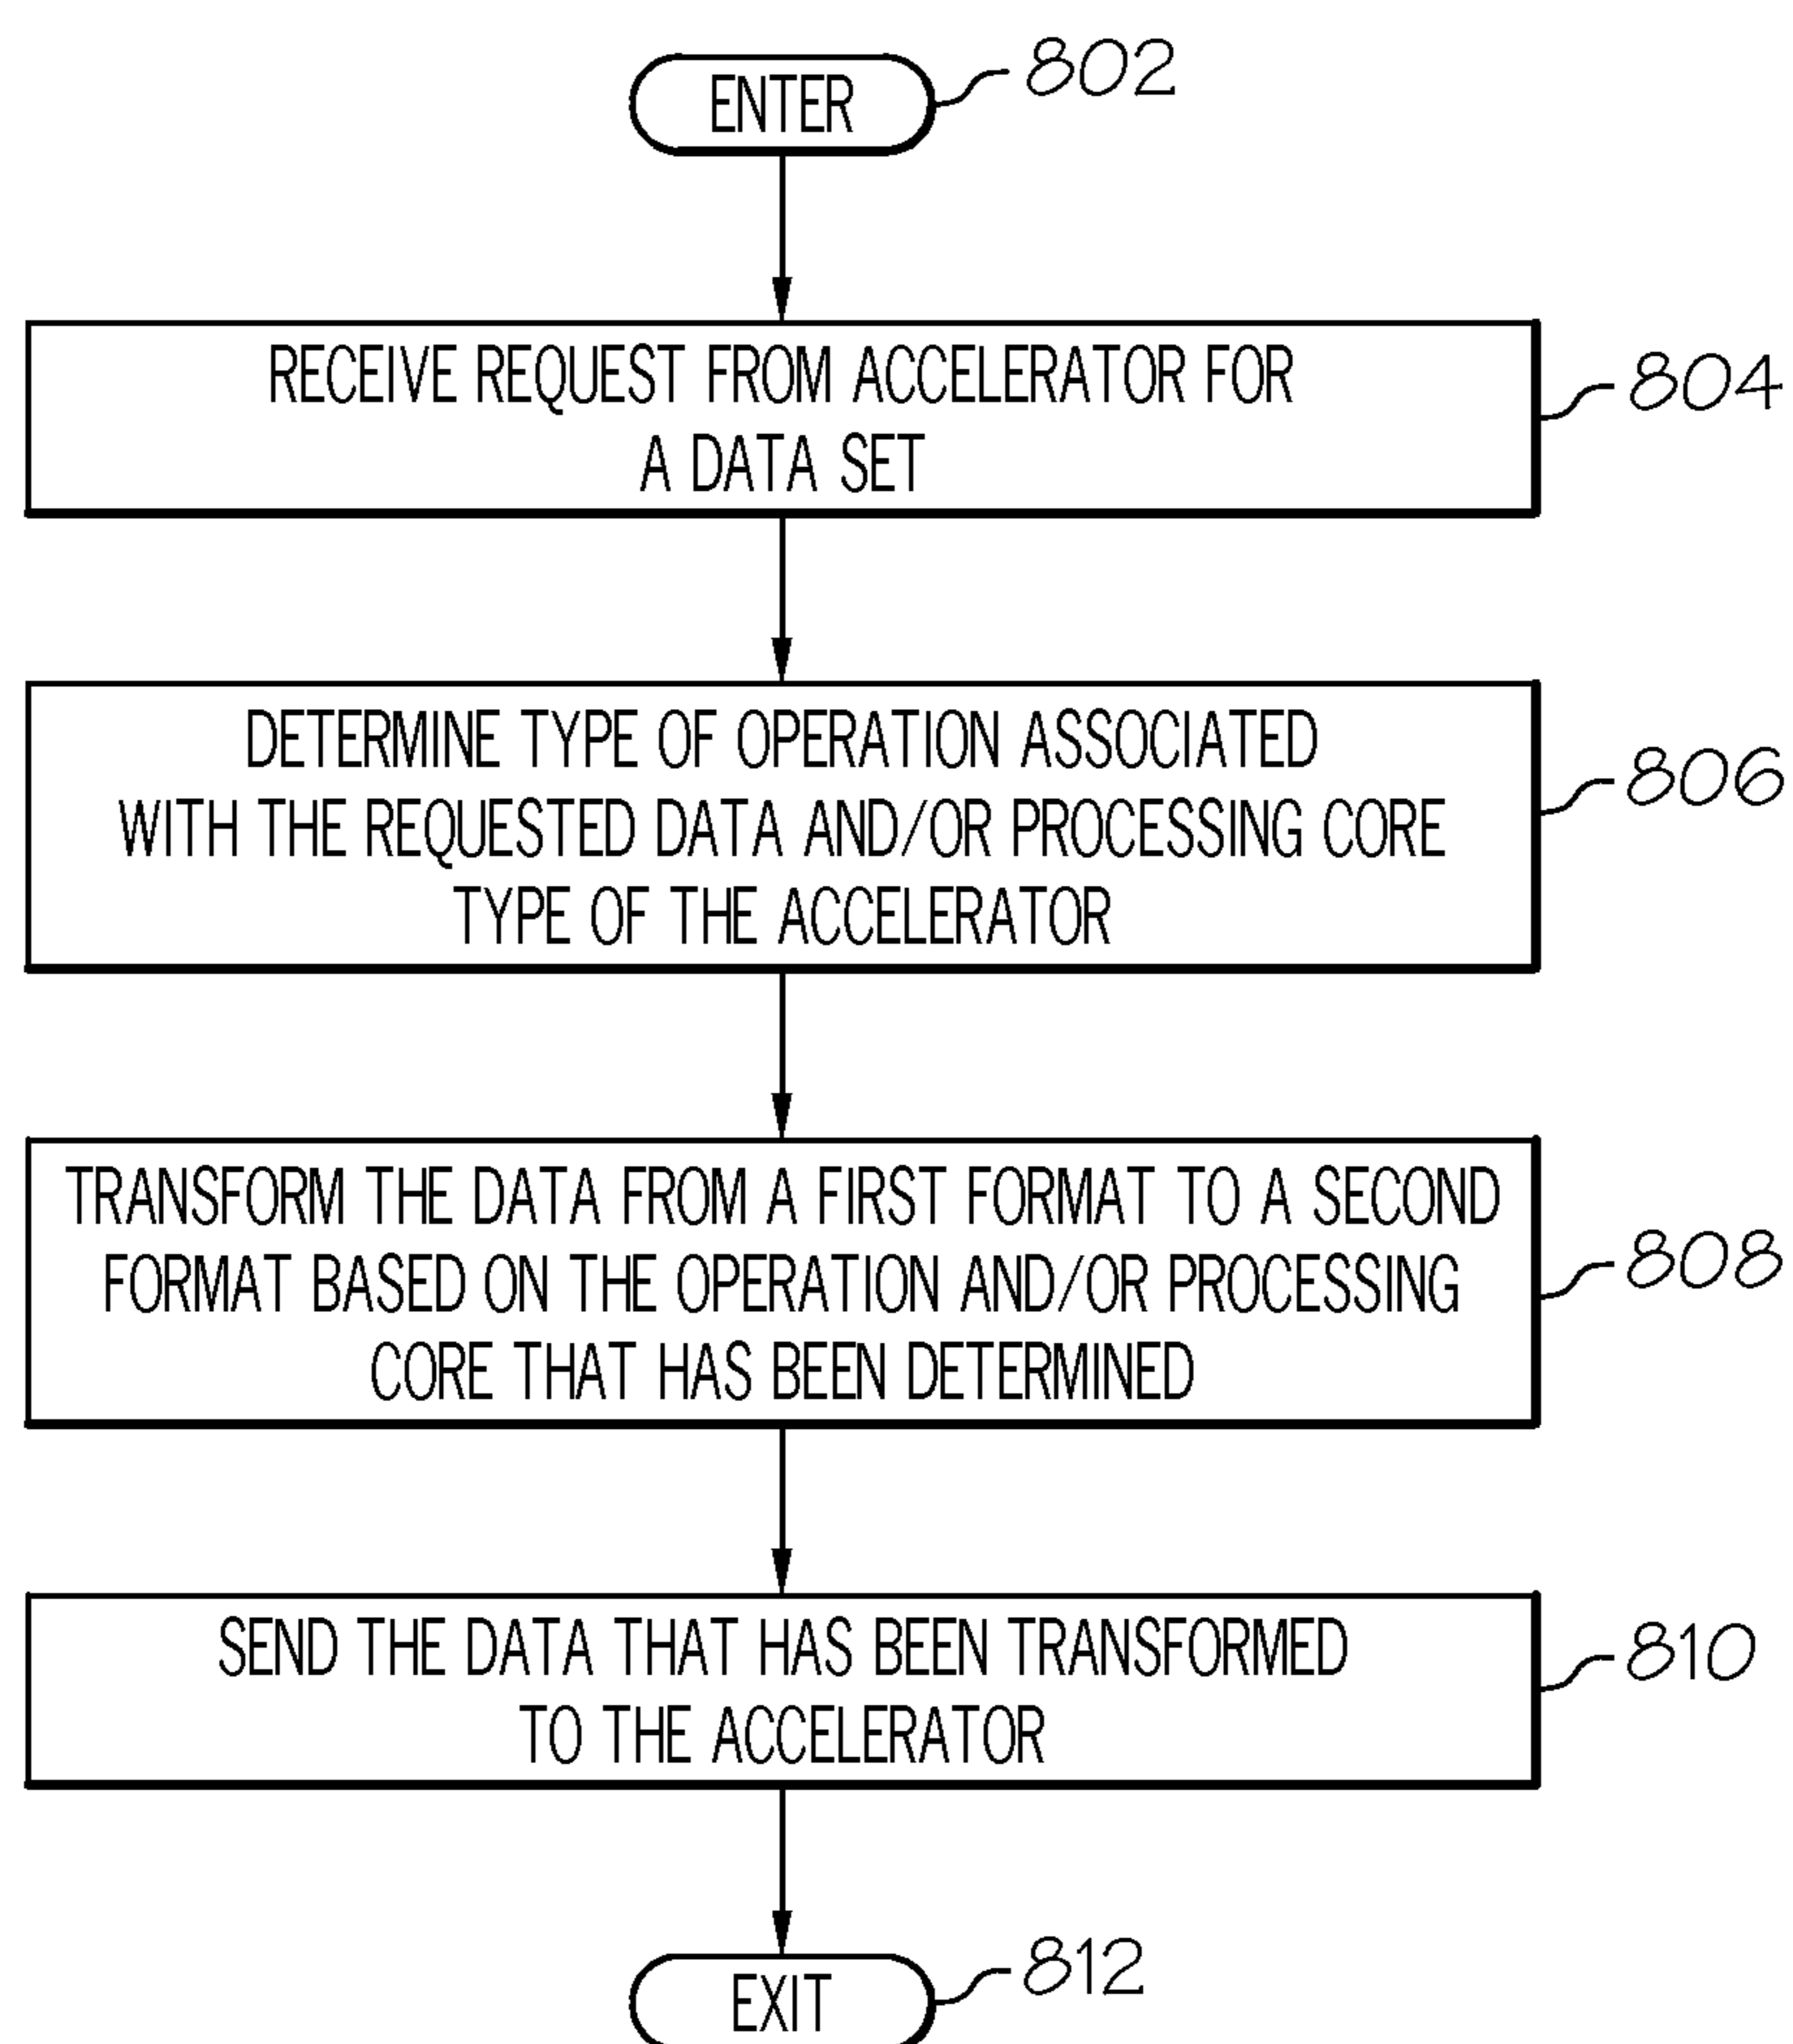 ENTER
802
RECEIVE REQUEST FROM ACCELERATOR FOR
A DATA SET
804
DETERMINE TYPE OF OPERATION ASSOCIATED
WITH THE REQUESTED DATA AND/OR PROCESSING CORE
TYPE OF THE ACCELERATOR
806
TRANSFORM THE DATA FROM A FIRST FORMAT TO A SECOND
FORMAT BASED ON THE OPERATION AND/OR PROCESSING
CORE THAT HAS BEEN DETERMINED
808
SEND THE DATA THAT HAS BEEN TRANSFORMED
TO THE ACCELERATOR
810
EXIT
812